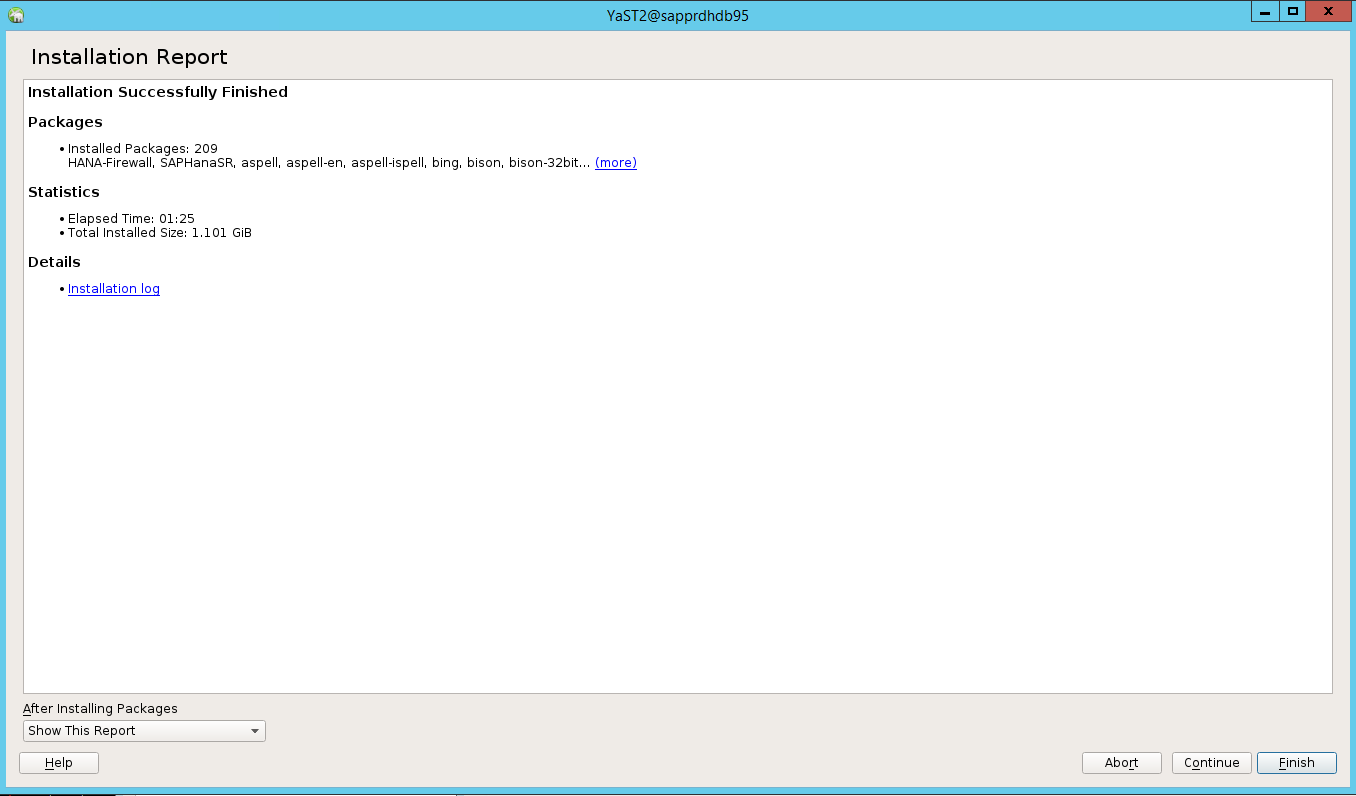 YaST2@sapprdhdb95
Installation Report
Installation Successfully Finished
Packages
• Installed Packages: 209
HANA-Firewall, SAPHanaSR, aspell, aspell-en, aspell-ispell, bing, bison, bison-32bit... (more)
Statistics
• Elapsed Time: 01:25
• Total Installed Size: 1.101 GiB
Details
• Installation log
After Installing Packages
Show This Report
Help
Abort
Continue
Finish